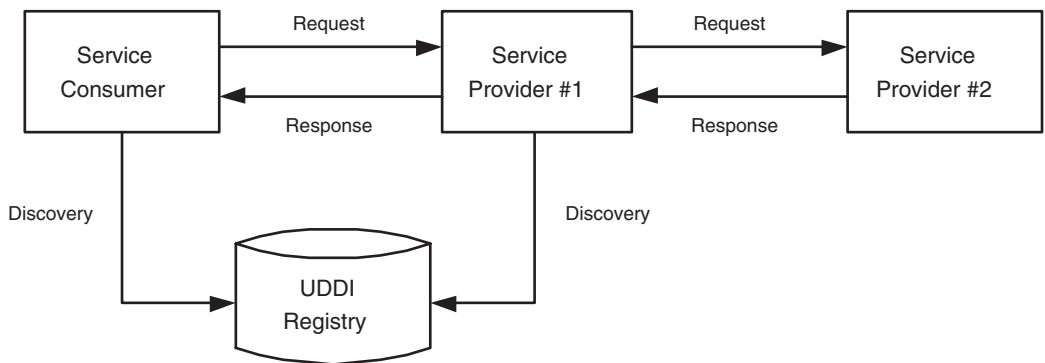 Request
Request
Service
Consumer
Service
Provider #1
Service
Provider #2
Response
Response
Discovery
Discovery
UDDI
Registry